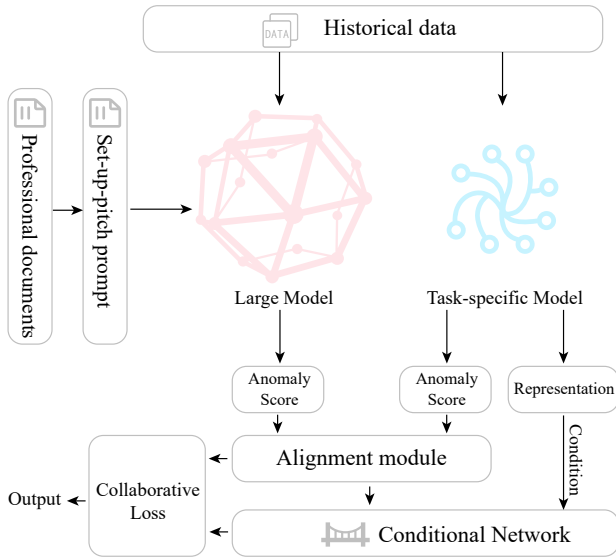 DATA
Historical data
Professional documents
Set-up-pitch prompt
Large Model
Task-specific Model
Anomaly
Score
Anomaly
Score
Representation
Condition
Alignment module
Collaborative
Loss
Output
Conditional Network